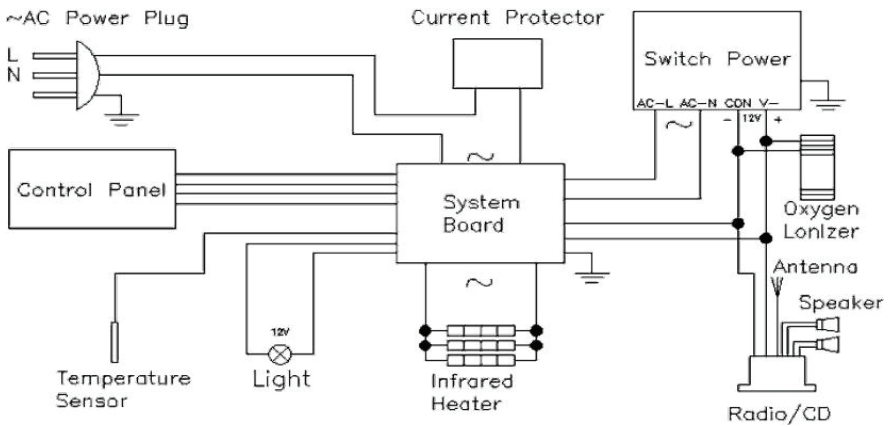 ~AC Power Plug
Current Protector
L
N
Switch Power
AC-L AC-N CON V-
~
- 12V +
Control Panel
~
System
Board
Oxygen
LonIzer
Antenna
~
Speaker
12V
Temperature
Sensor
Light
Infrared
Heater
Radio/CD